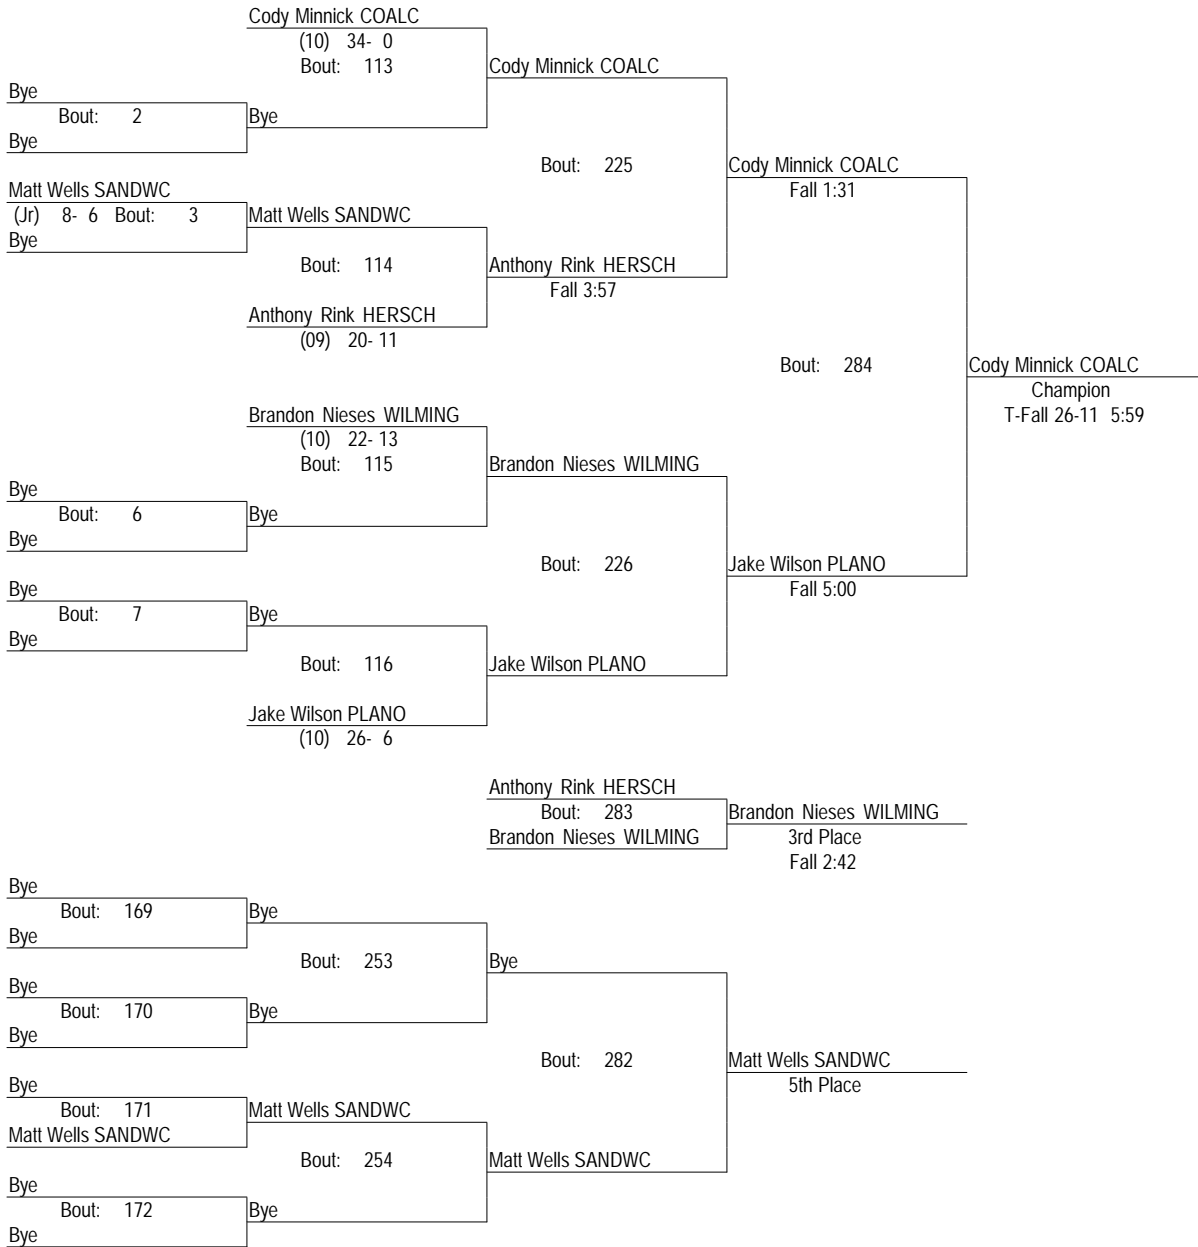 Cody Minnick COALC
(10) 34- 0
Bout: 113
Cody Minnick COALC
Bye
Bout: 2
Bye
Bye
Bout: 225
Cody Minnick COALC
Fall 1:31
Matt Wells SANDWC
(Jr) 8- 6 Bout: 3
Matt Wells SANDWC
Bye
Bout: 114
Anthony Rink HERSCH
Fall 3:57
Anthony Rink HERSCH
(09) 20- 11
Bout: 284
Cody Minnick COALC
Champion
T-Fall 26-11 5:59
Brandon Nieses WILMING
(10) 22- 13
Bout: 115
Brandon Nieses WILMING
Bye
Bout: 6
Bye
Bye
Bout: 226
Jake Wilson PLANO
Fall 5:00
Bye
Bout: 7
Bye
Bye
Bout: 116
Jake Wilson PLANO
Jake Wilson PLANO
(10) 26- 6
Anthony Rink HERSCH
Bout: 283
Brandon Nieses WILMING
Brandon Nieses WILMING
3rd Place
Fall 2:42
Bye
Bout: 169
Bye
Bye
Bout: 253
Bye
Bye
Bout: 170
Bye
Bye
Bout: 282
Matt Wells SANDWC
5th Place
Bye
Bout: 171
Matt Wells SANDWC
Matt Wells SANDWC
Bout: 254
Matt Wells SANDWC
Bye
Bout: 172
Bye
Bye